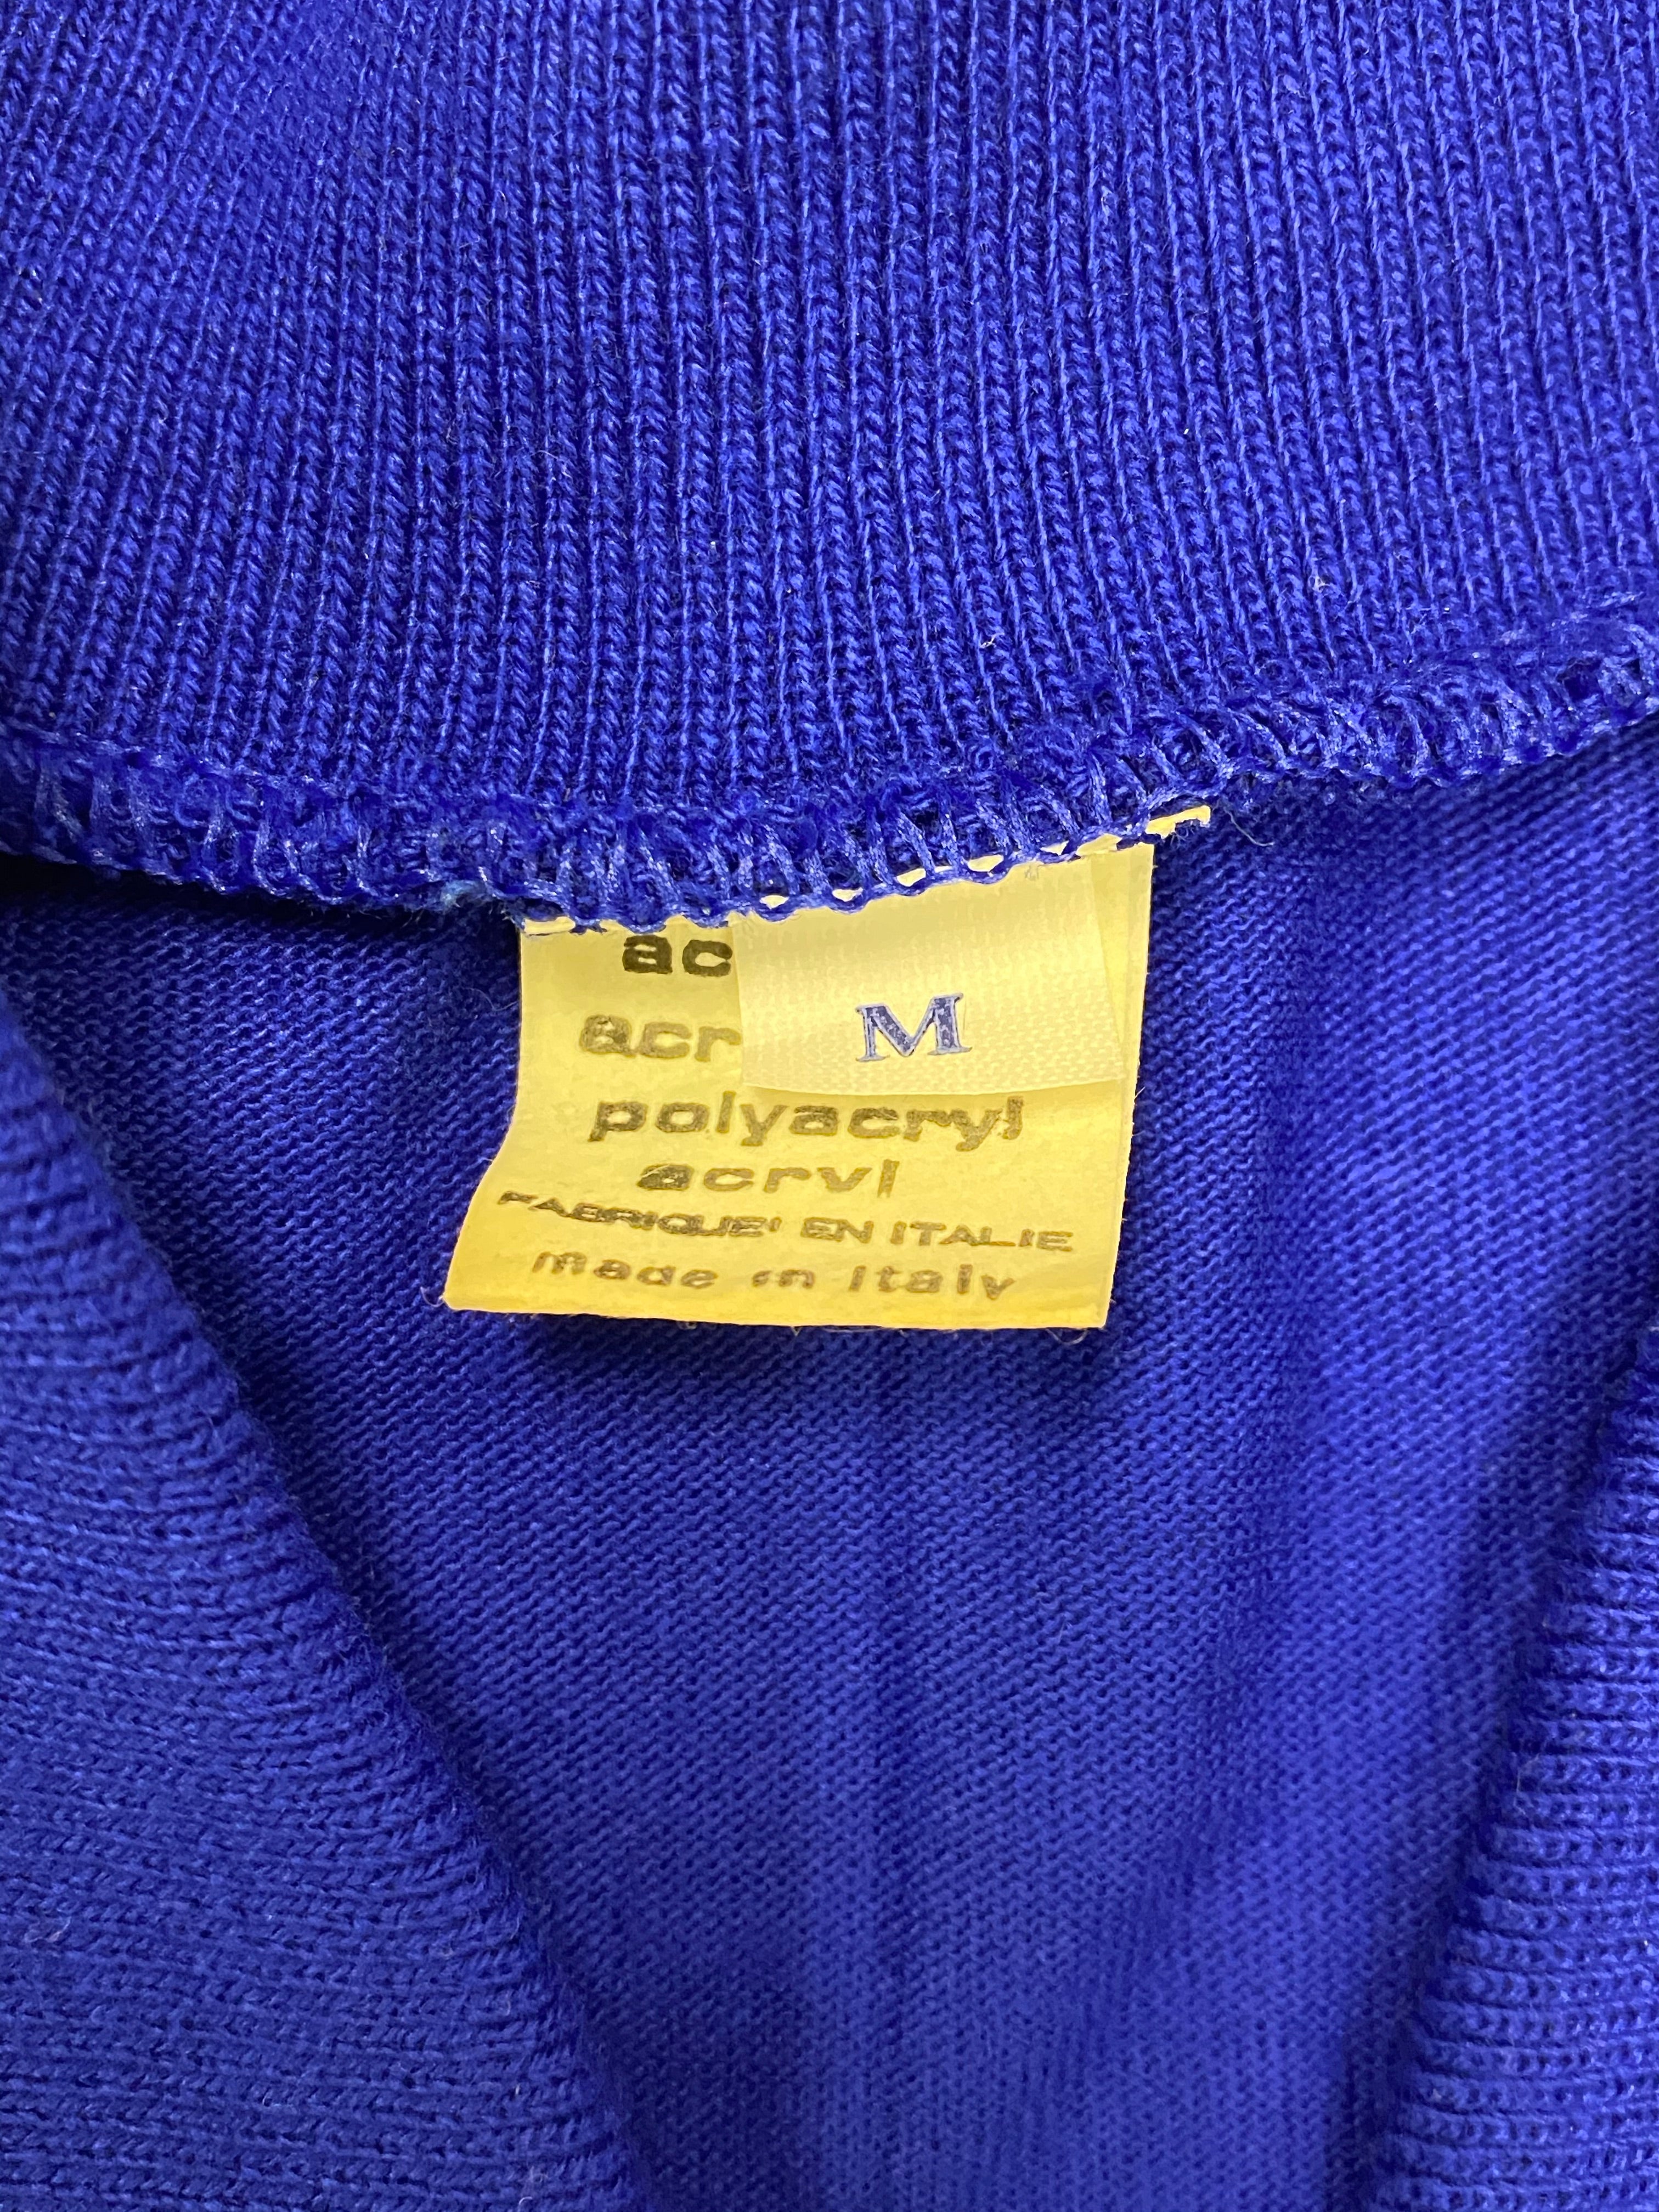 ac
acr
M
polyacryl
acryl
FABRIQUE' EN ITALIE
made in Italy